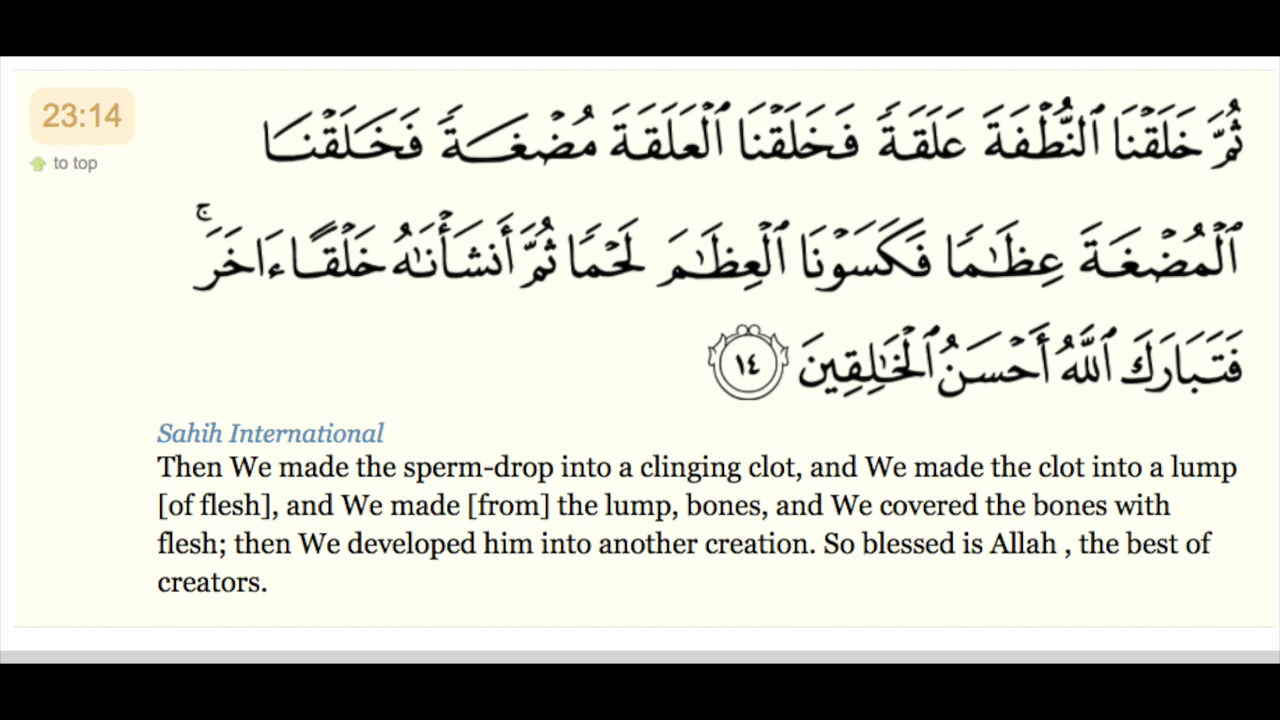 23:14
to top
ثُمَّ خَلَقْنَا ٱلنُّطْفَةَ عَلَقَةً فَخَلَقْنَا ٱلْعَلَقَةَ مُضْغَةً فَخَلَقْنَا
ٱلْمُضْغَةَ عِظَٰمًا فَكَسَوْنَا ٱلْعِظَٰمَ لَحْمًا ثُمَّ أَنشَأْنَٰهُ خَلْقًا ءَاخَرَ ۚ
فَتَبَارَكَ ٱللَّهُ أَحْسَنُ ٱلْخَٰلِقِينَ ١٤
Sahih International
Then We made the sperm-drop into a clinging clot, and We made the clot into a lump
[of flesh], and We made [from] the lump, bones, and We covered the bones with
flesh; then We developed him into another creation. So blessed is Allah , the best of
creators.